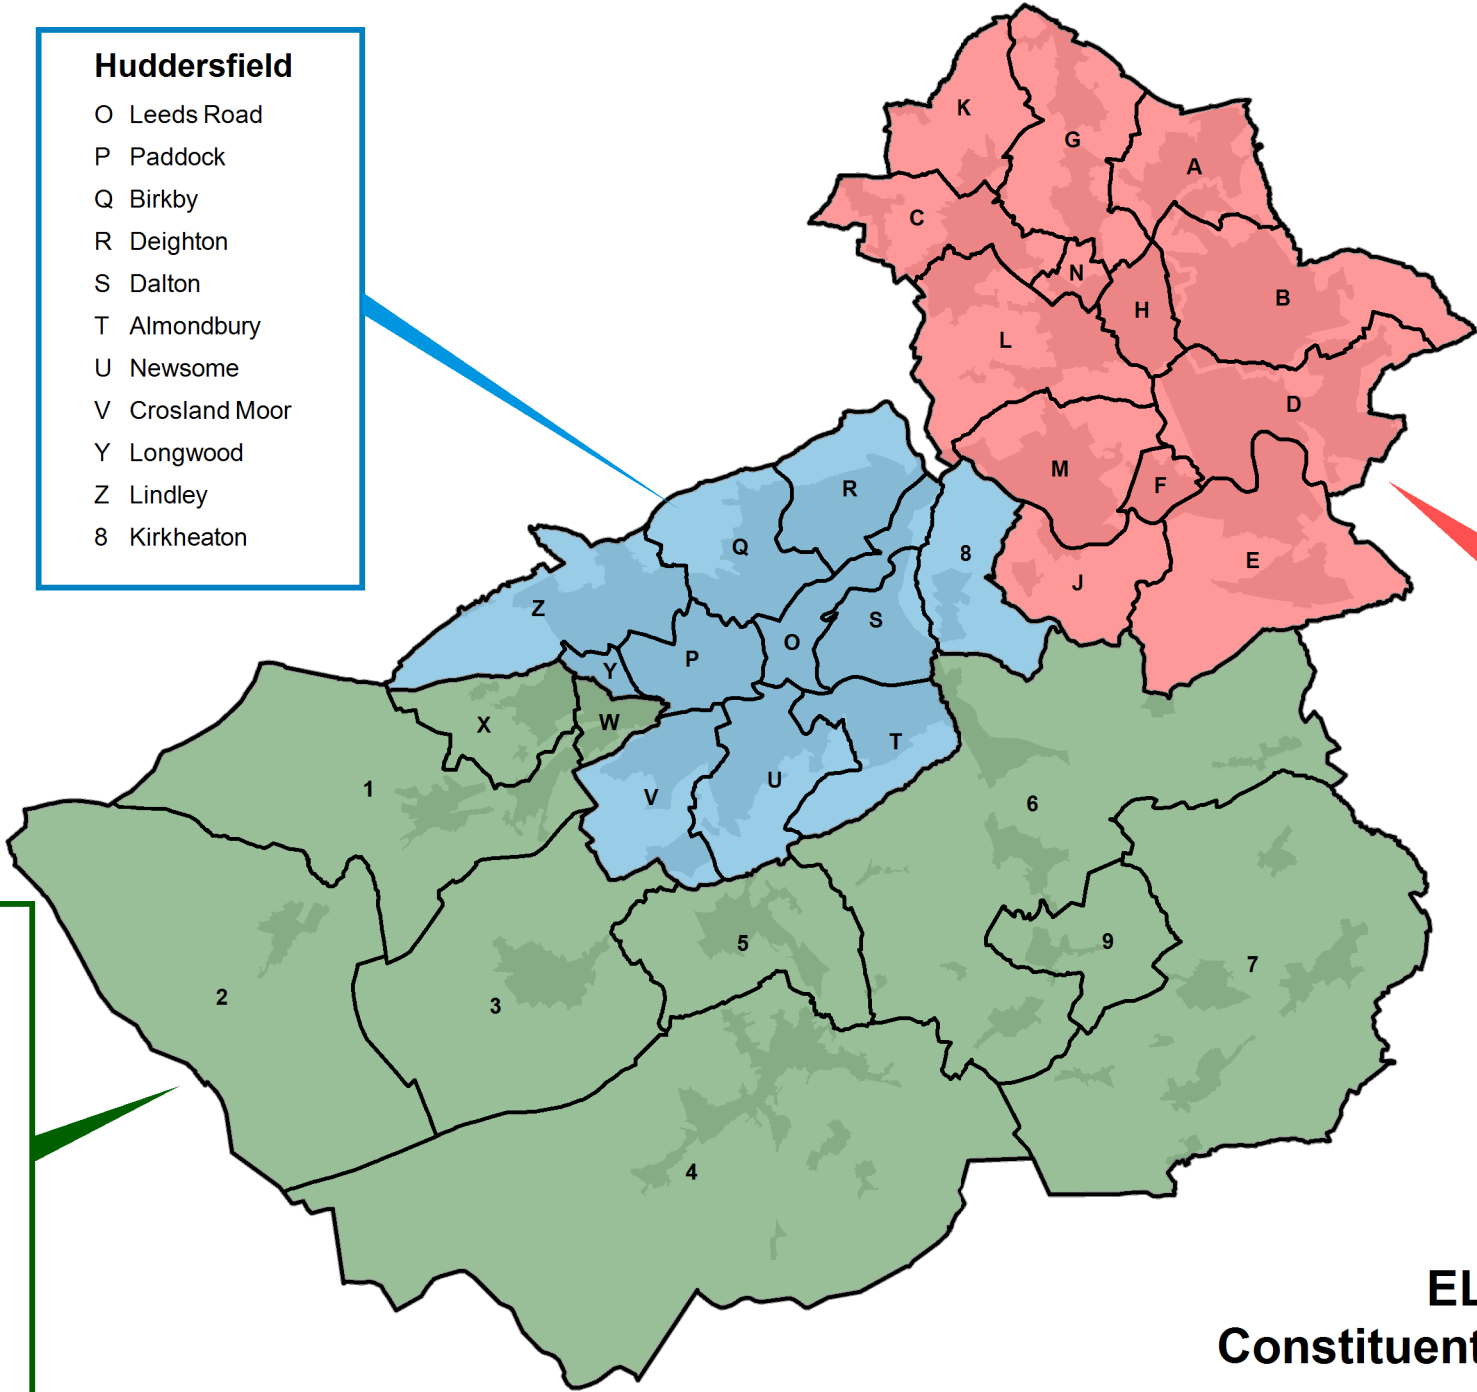 Huddersfield
O Leeds Road
P Paddock
Q Birkby
R Deighton
S Dalton
T Almondbury
U Newsome
V Crosland Moor
Y Longwood
Z Lindley
8 Kirkheaton
K
G
A
C
N
B
H
L
D
M
F
R
Q
8
E
J
Z
S
O
P
Y
X
W
T
U
1
V
6
5
9
7
2
3
4
EL
Constituent